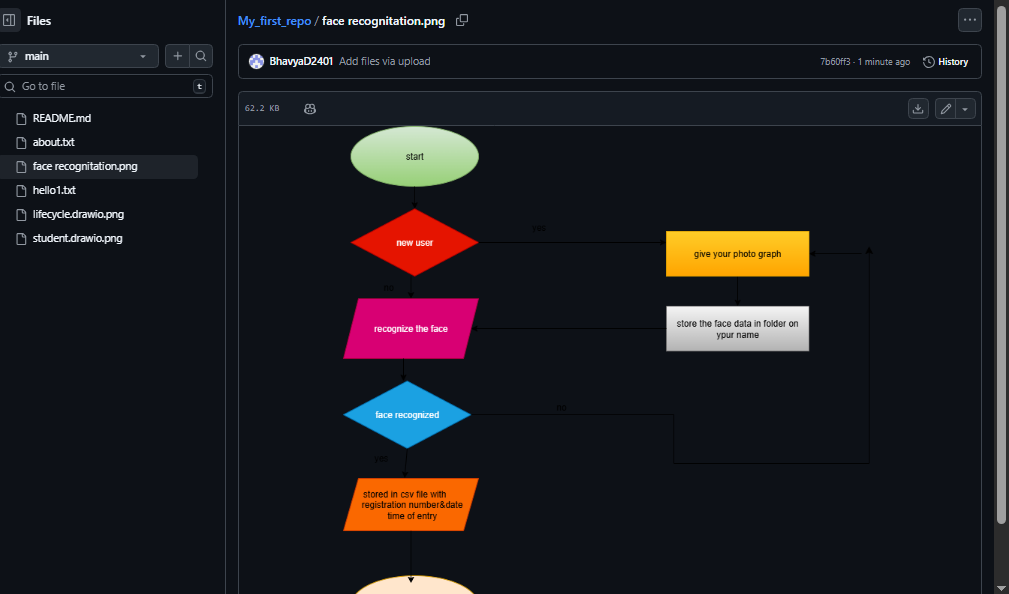 Files
main
Go to file
t
README.md
about.txt
face recognitation.png
hello1.txt
lifecycle.drawio.png
student.drawio.png
My_first_repo / face recognitation.png
BhavyaD2401 Add files via upload
7b60ff3 · 1 minute ago
History
62.2 KB
start
new user
yes
give your photo graph
no
recognize the face
store the face data in folder on
ypur name
face recognized
no
yes
stored in csv file with
registration number&date
time of entry